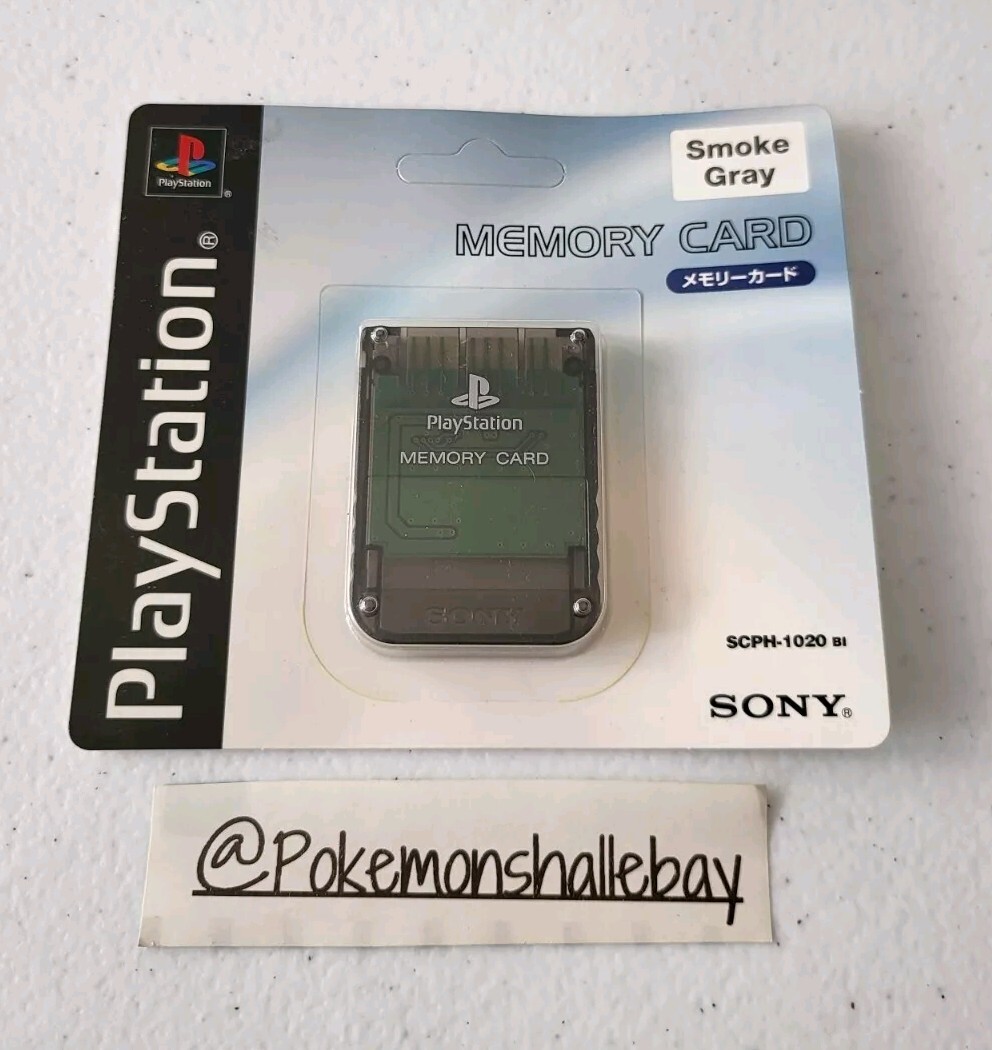 PlayStation
®
PlayStation®
Smoke
Gray
MEMORY CARD
メモリーカード
PlayStation
MEMORY CARD
SONY
SCPH-1020 BI
SONY®
@Pokemonshallebay